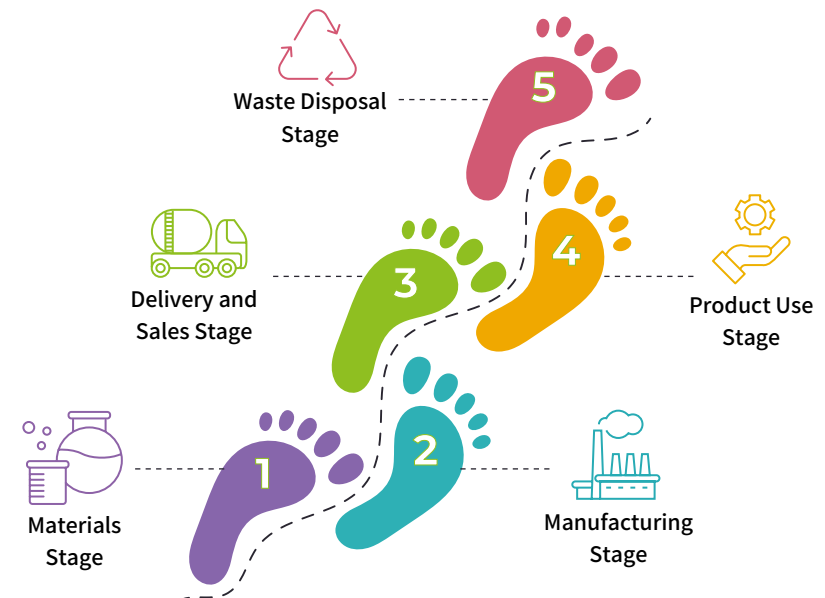 5
Waste Disposal
Stage
4
3
Delivery and
Sales Stage
Product Use
Stage
2
1
Materials
Stage
Manufacturing
Stage